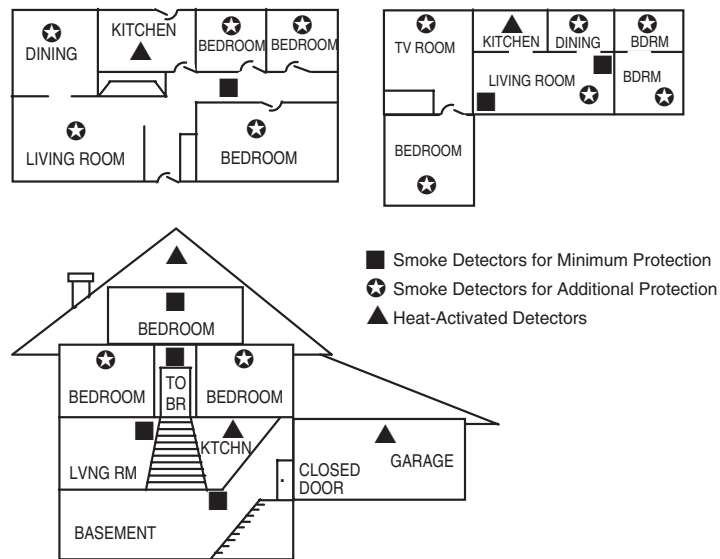 KITCHEN
DINING
BEDROOM
BEDROOM
LIVING ROOM
BEDROOM
TV ROOM
KITCHEN
DINING
BDRM
LIVING ROOM
BDRM
BEDROOM
Smoke Detectors for Minimum Protection
Smoke Detectors for Additional Protection
Heat-Activated Detectors
BEDROOM
BEDROOM
TO
BR
BEDROOM
LVNG RM
KTCHN
CLOSED
DOOR
GARAGE
BASEMENT